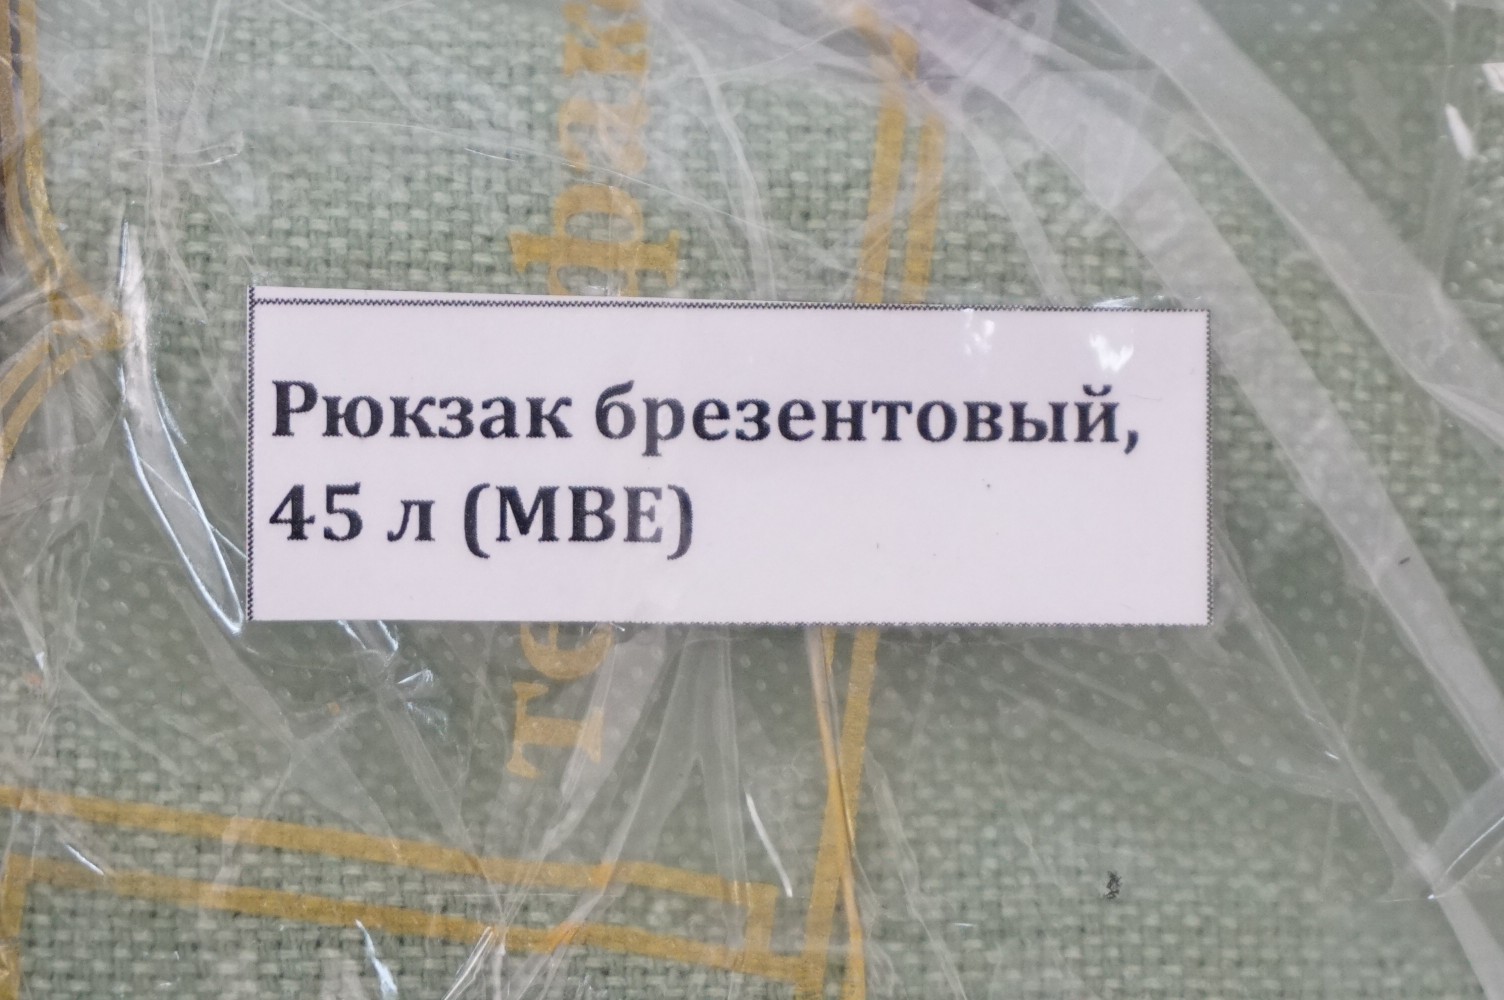 Рюкзак брезентовый,
45 л (МВЕ)